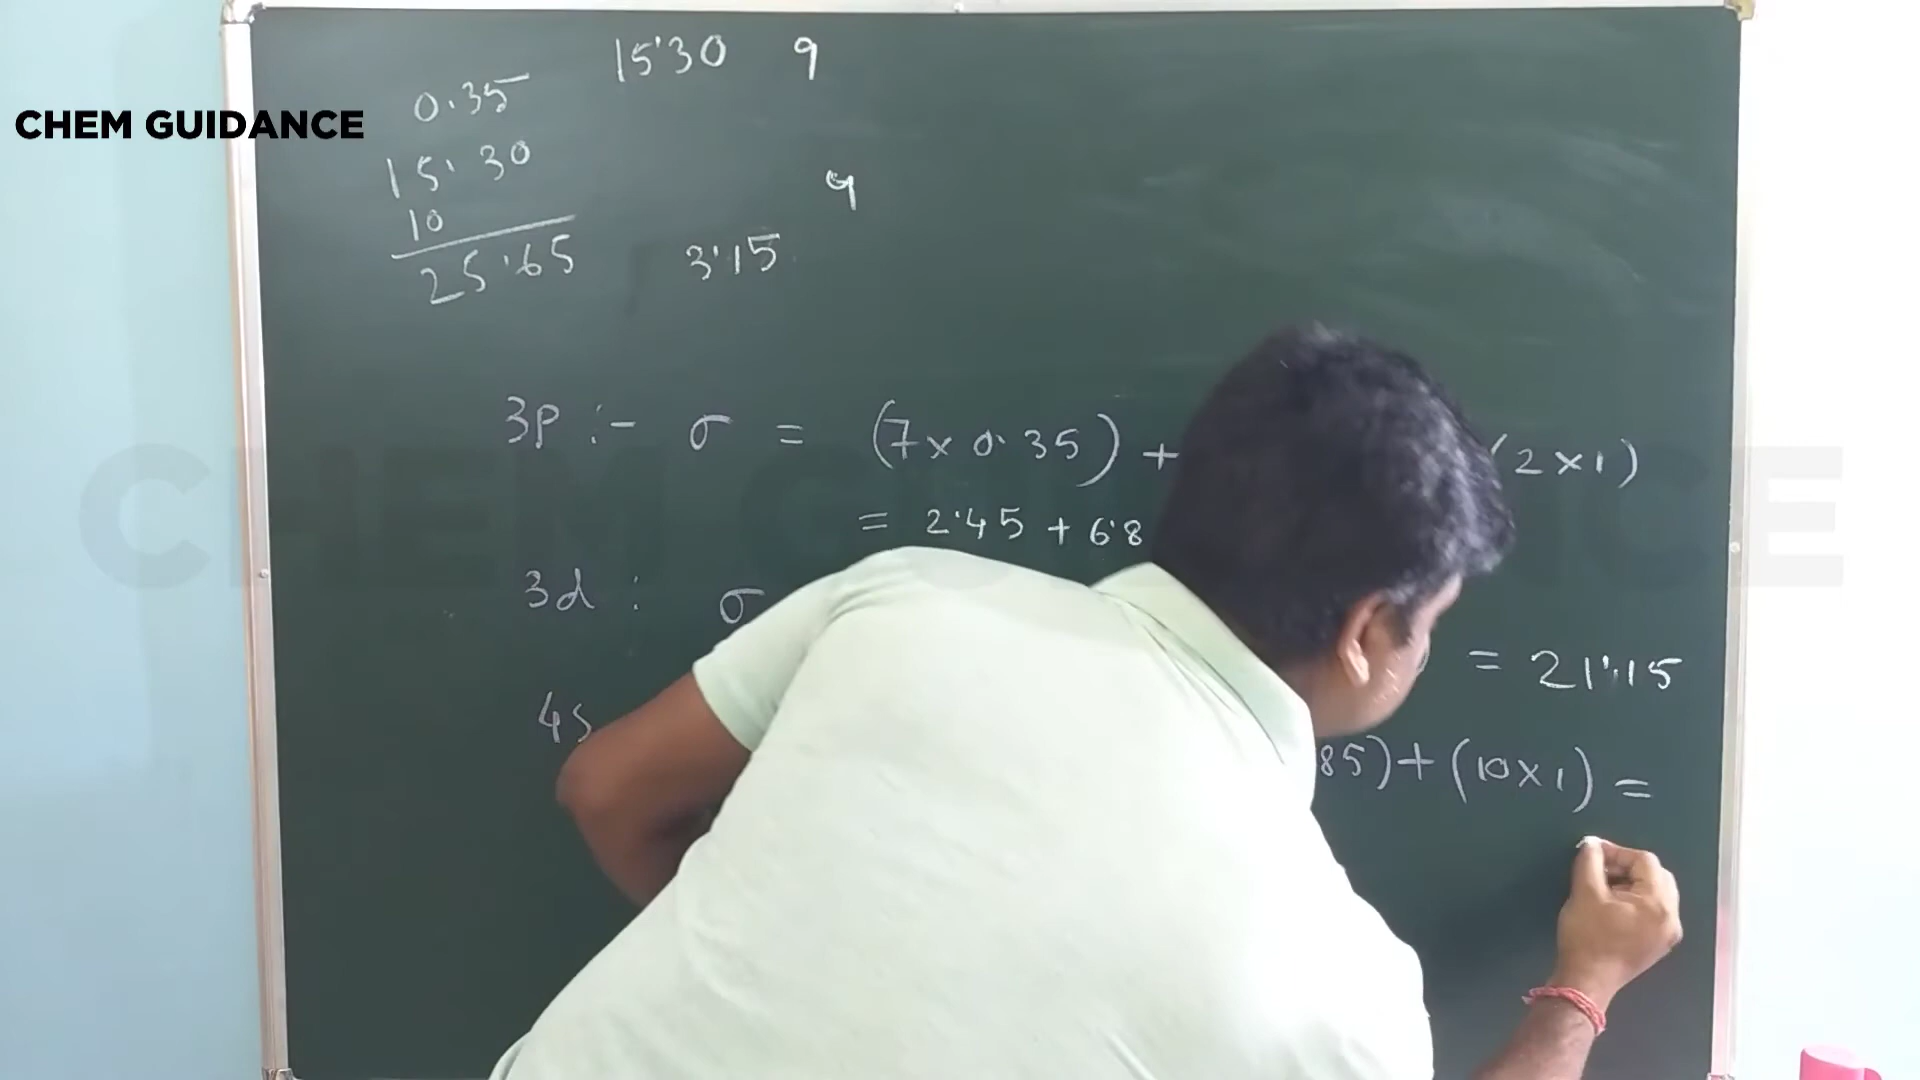 15.30 9
0.35
CHEM GUIDANCE
15.30
10
9
25.65
3.15
3p :- σ = (7 x 0.35) + (2 x 1)
= 2.45 + 6.8
3d : σ
= 21.15
4s
85) + (10 x 1) =